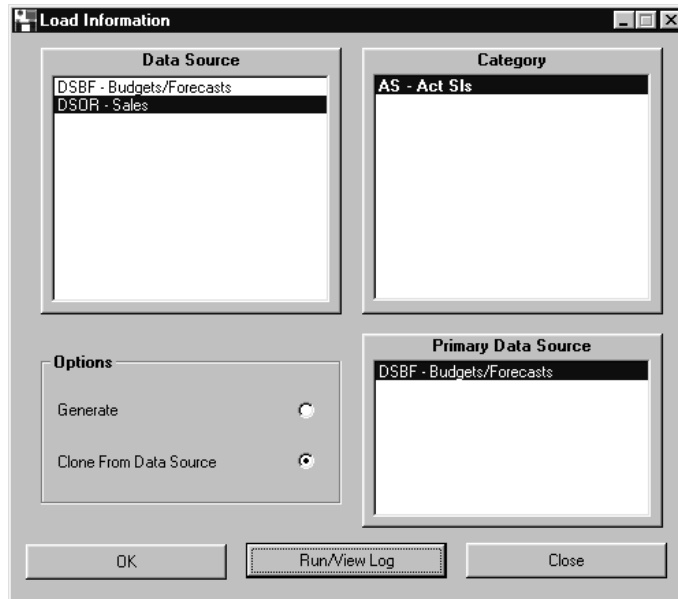 Load Information
Data Source
DSBF - Budgets/Forecasts
DSOR - Sales
Category
AS - Act Sls
Options
Generate
Clone From Data Source
Primary Data Source
DSBF - Budgets/Forecasts
OK
Run/View Log
Close